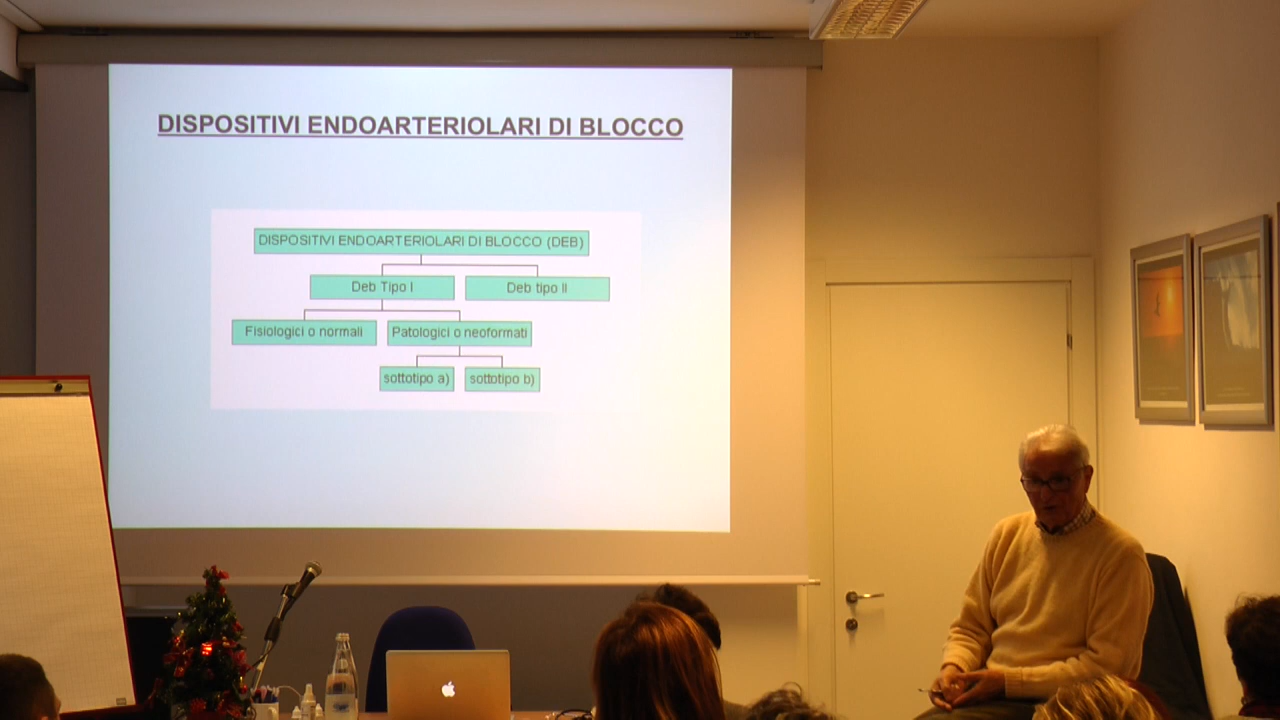 DISPOSITIVI ENDOARTERIOLARI DI BLOCCO
DISPOSITIVI ENDOARTERIOLARI DI BLOCCO (DEB)
Deb Tipo I
Deb tipo II
Fisiologici o normali
Patologici o neoformati
sottotipo a)
sottotipo b)